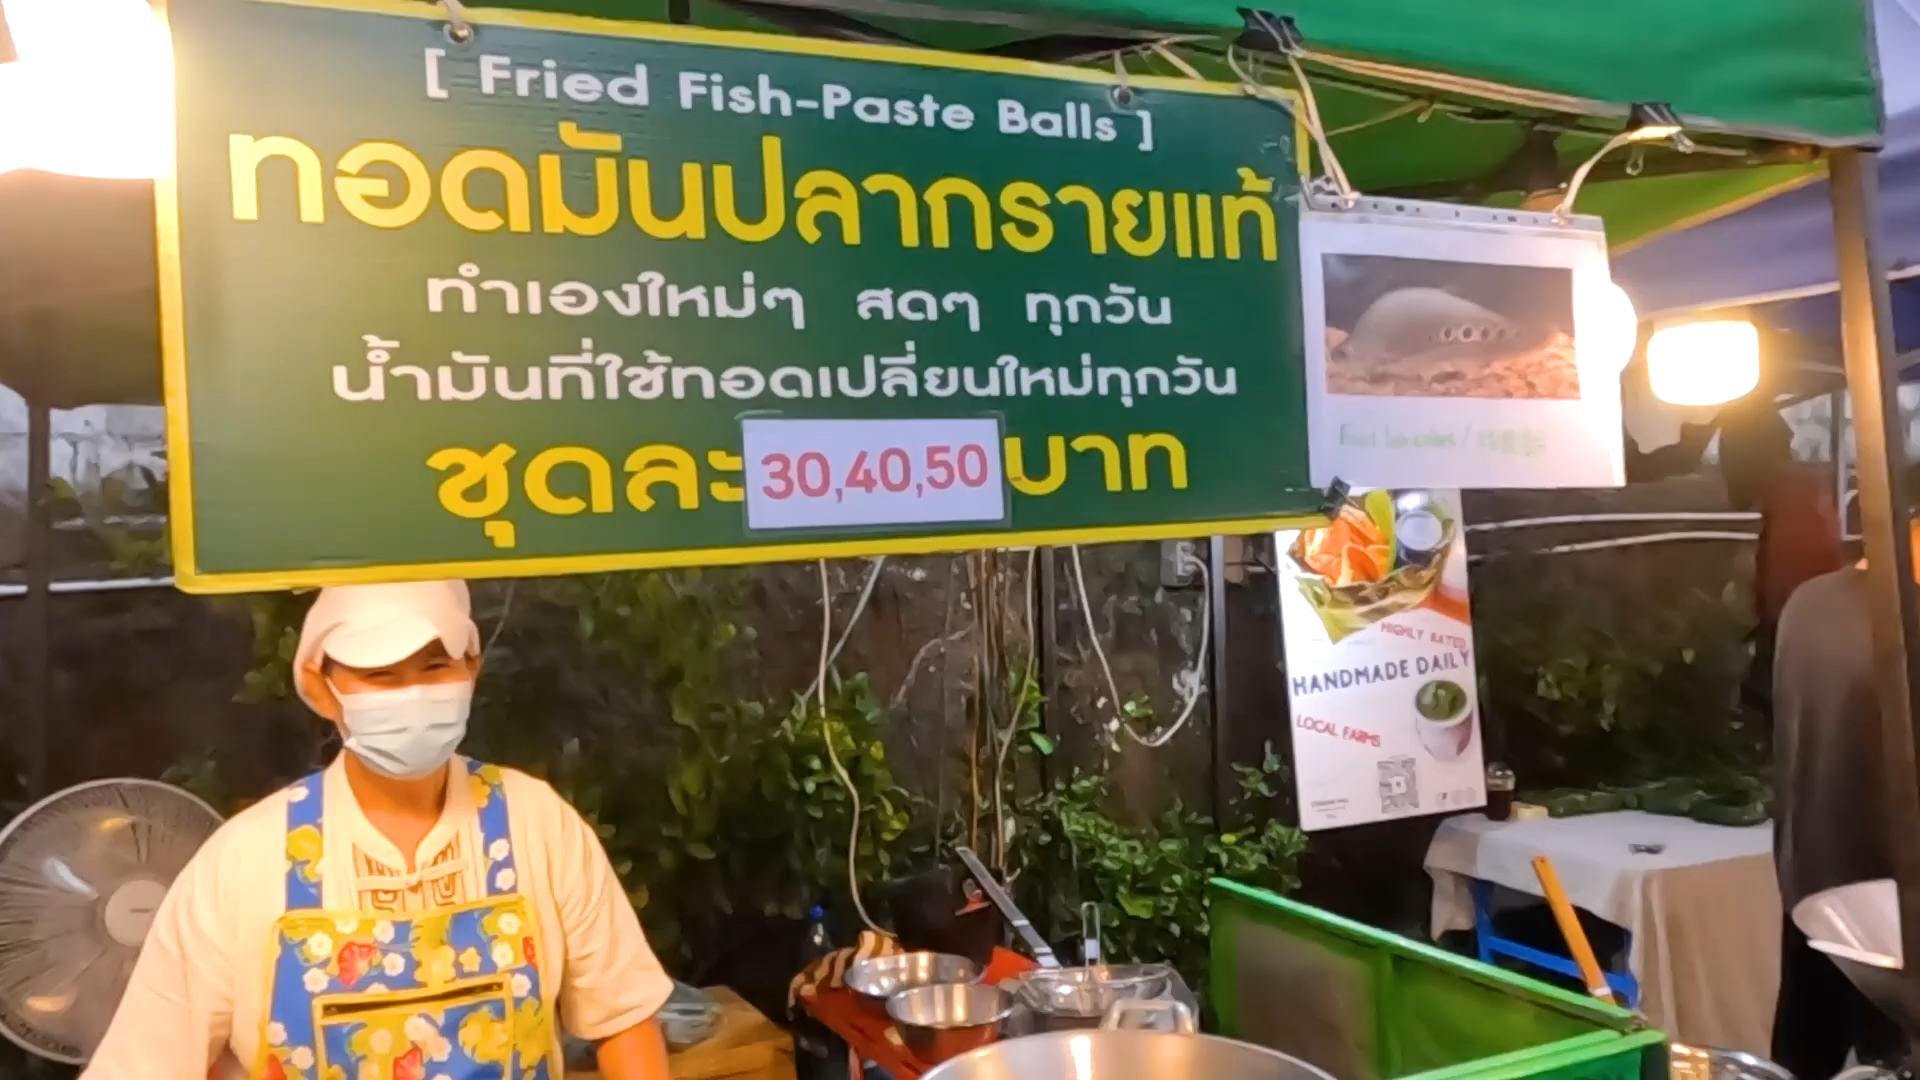 [ Fried Fish-Paste Balls ]
ทอดมันปลากรายแท้
ทำเองใหม่ๆ สดๆ ทุกวัน
น้ำมันที่ใช้ทอดเปลี่ยนใหม่ทุกวัน
ชุดละ 30,40,50 บาท
HIGHLY RATED
HANDMADE DAILY
LOCAL FARMS